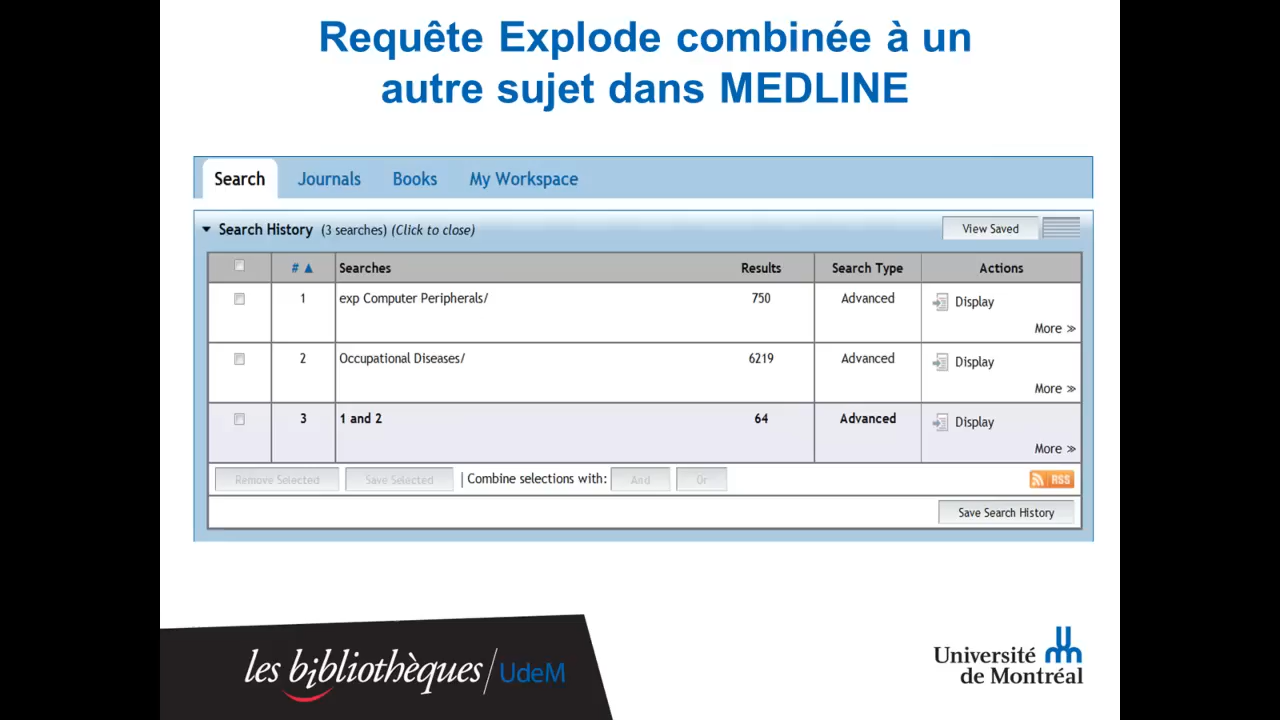 Requête Explode combinée à un
autre sujet dans MEDLINE
Search Journals Books My Workspace
Search History (3 searches) (Click to close) View Saved
# ▲ Searches Results Search Type Actions
1 exp Computer Peripherals/ 750 Advanced Display
More »
2 Occupational Diseases/ 6219 Advanced Display
More »
3 1 and 2 64 Advanced Display
More »
Remove Selected Save Selected | Combine selections with: And Or RSS
Save Search History
les bibliothèques/UdeM
Université
de Montréal